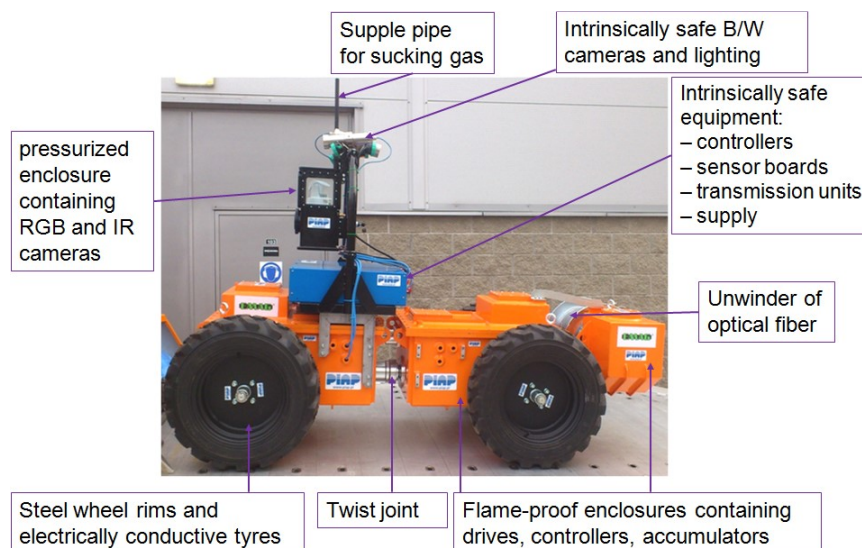 Supple pipe
for sucking gas
Intrinsically safe B/W
cameras and lighting
Intrinsically safe
equipment:
– controllers
– sensor boards
– transmission units
– supply
pressurized
enclosure
containing
RGB and IR
cameras
PIAP
PIAP
Unwinder of
optical fiber
PIAP
PIAP
PIAP
PIAP
Steel wheel rims and
electrically conductive tyres
Twist joint
Flame-proof enclosures containing
drives, controllers, accumulators